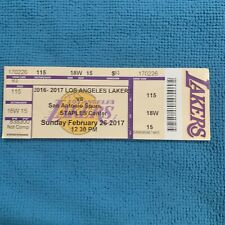 170226 115 18W 15 170226
115
18W 15
Not Comp
2016- 2017 LOS ANGELES LAKERS
VS
San Antonio Spurs
STAPLES Center
Sunday February 26 2017
12:30 PM
115
18W
15
LAKERS